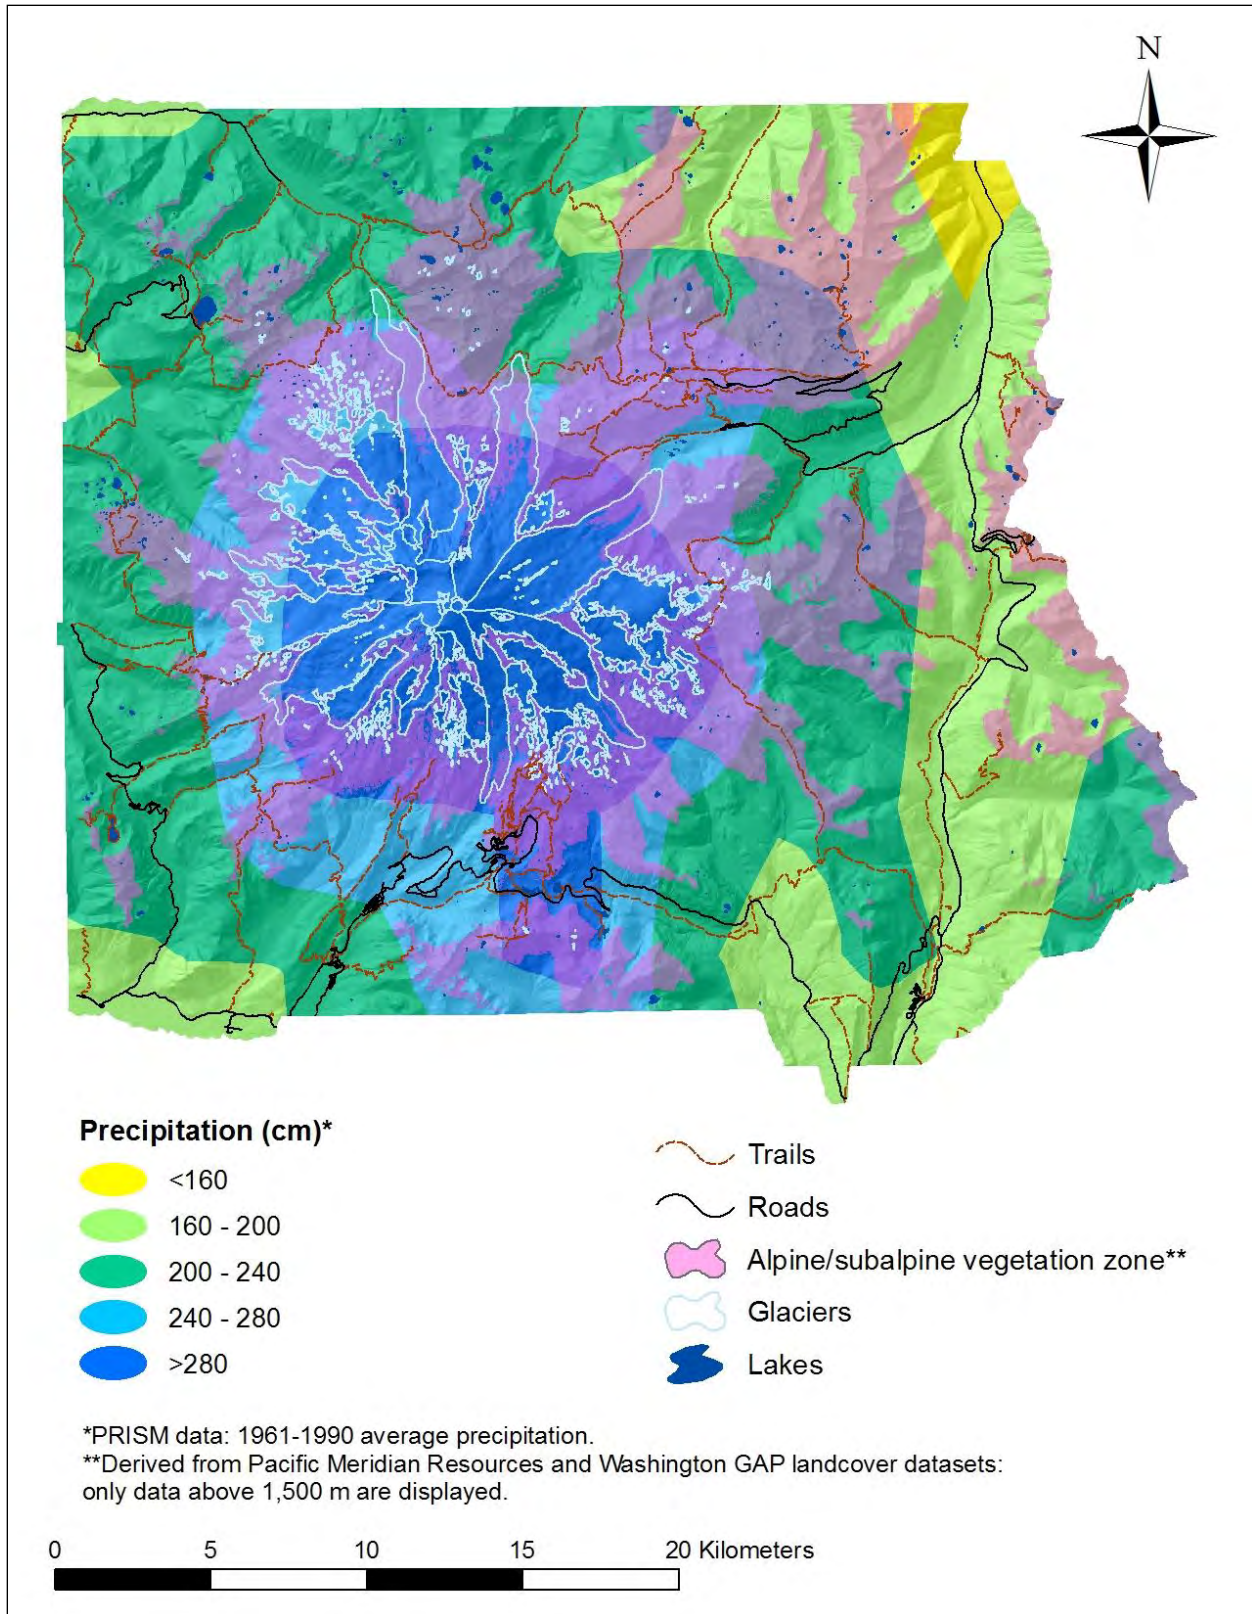 N
Precipitation (cm)*
<160
160 - 200
200 - 240
240 - 280
>280
Trails
Roads
Alpine/subalpine vegetation zone**
Glaciers
Lakes
*PRISM data: 1961-1990 average precipitation.
**Derived from Pacific Meridian Resources and Washington GAP landcover datasets:
only data above 1,500 m are displayed.
0 5 10 15 20 Kilometers